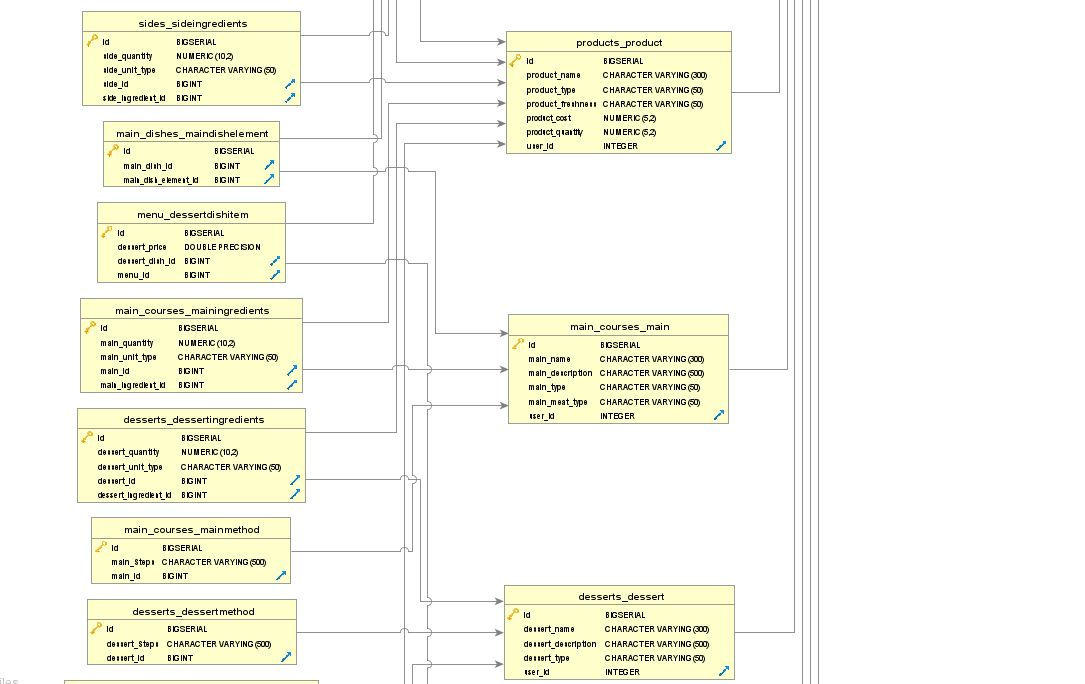 sides_sideingredients
id BIGSERIAL
side_quantity NUMERIC(10,2)
side_unit_type CHARACTER VARYING(50)
side_id BIGINT
side_ingredient_id BIGINT
main_dishes_maindishelement
id BIGSERIAL
main_dish_id BIGINT
main_dish_element_id BIGINT
menu_dessertdishitem
id BIGSERIAL
dessert_price DOUBLE PRECISION
dessert_dish_id BIGINT
menu_id BIGINT
main_courses_mainingredients
id BIGSERIAL
main_quantity NUMERIC(10,2)
main_unit_type CHARACTER VARYING(50)
main_id BIGINT
main_ingredient_id BIGINT
desserts_dessertingredients
id BIGSERIAL
dessert_quantity NUMERIC(10,2)
dessert_unit_type CHARACTER VARYING(50)
dessert_id BIGINT
dessert_ingredient_id BIGINT
main_courses_mainmethod
id BIGSERIAL
main_Steps CHARACTER VARYING(500)
main_id BIGINT
desserts_dessertmethod
id BIGSERIAL
dessert_Steps CHARACTER VARYING(500)
dessert_id BIGINT
products_product
id BIGSERIAL
product_name CHARACTER VARYING(300)
product_type CHARACTER VARYING(50)
product_freshness CHARACTER VARYING(50)
product_cost NUMERIC(5,2)
product_quantity NUMERIC(5,2)
user_id INTEGER
main_courses_main
id BIGSERIAL
main_name CHARACTER VARYING(300)
main_description CHARACTER VARYING(500)
main_type CHARACTER VARYING(50)
main_meat_type CHARACTER VARYING(50)
user_id INTEGER
desserts_dessert
id BIGSERIAL
dessert_name CHARACTER VARYING(300)
dessert_description CHARACTER VARYING(500)
dessert_type CHARACTER VARYING(50)
user_id INTEGER